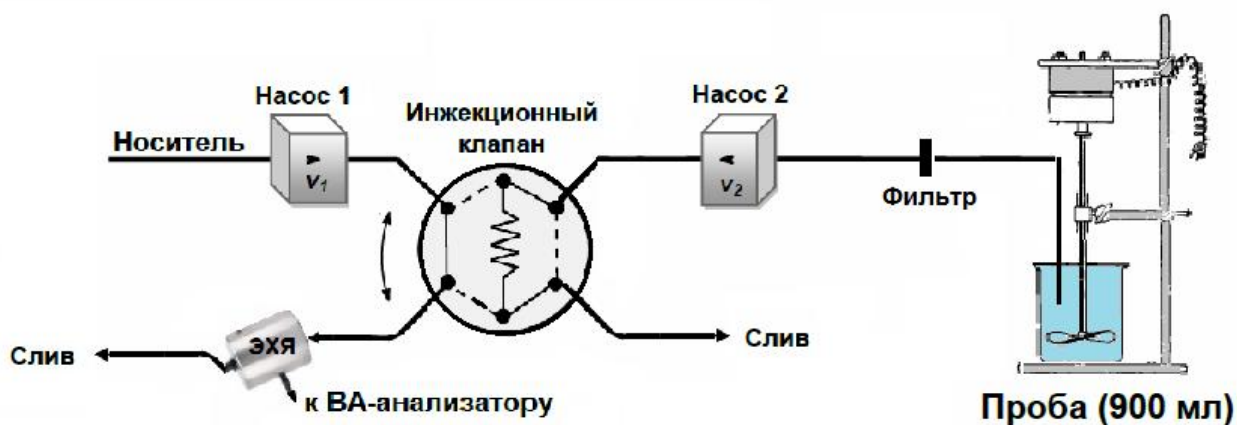 Насос 1
Инжекционный
клапан
Насос 2
Носитель
v₁
v₂
Фильтр
Слив
ЭХЯ
Слив
к ВА-анализатору
Проба (900 мл)